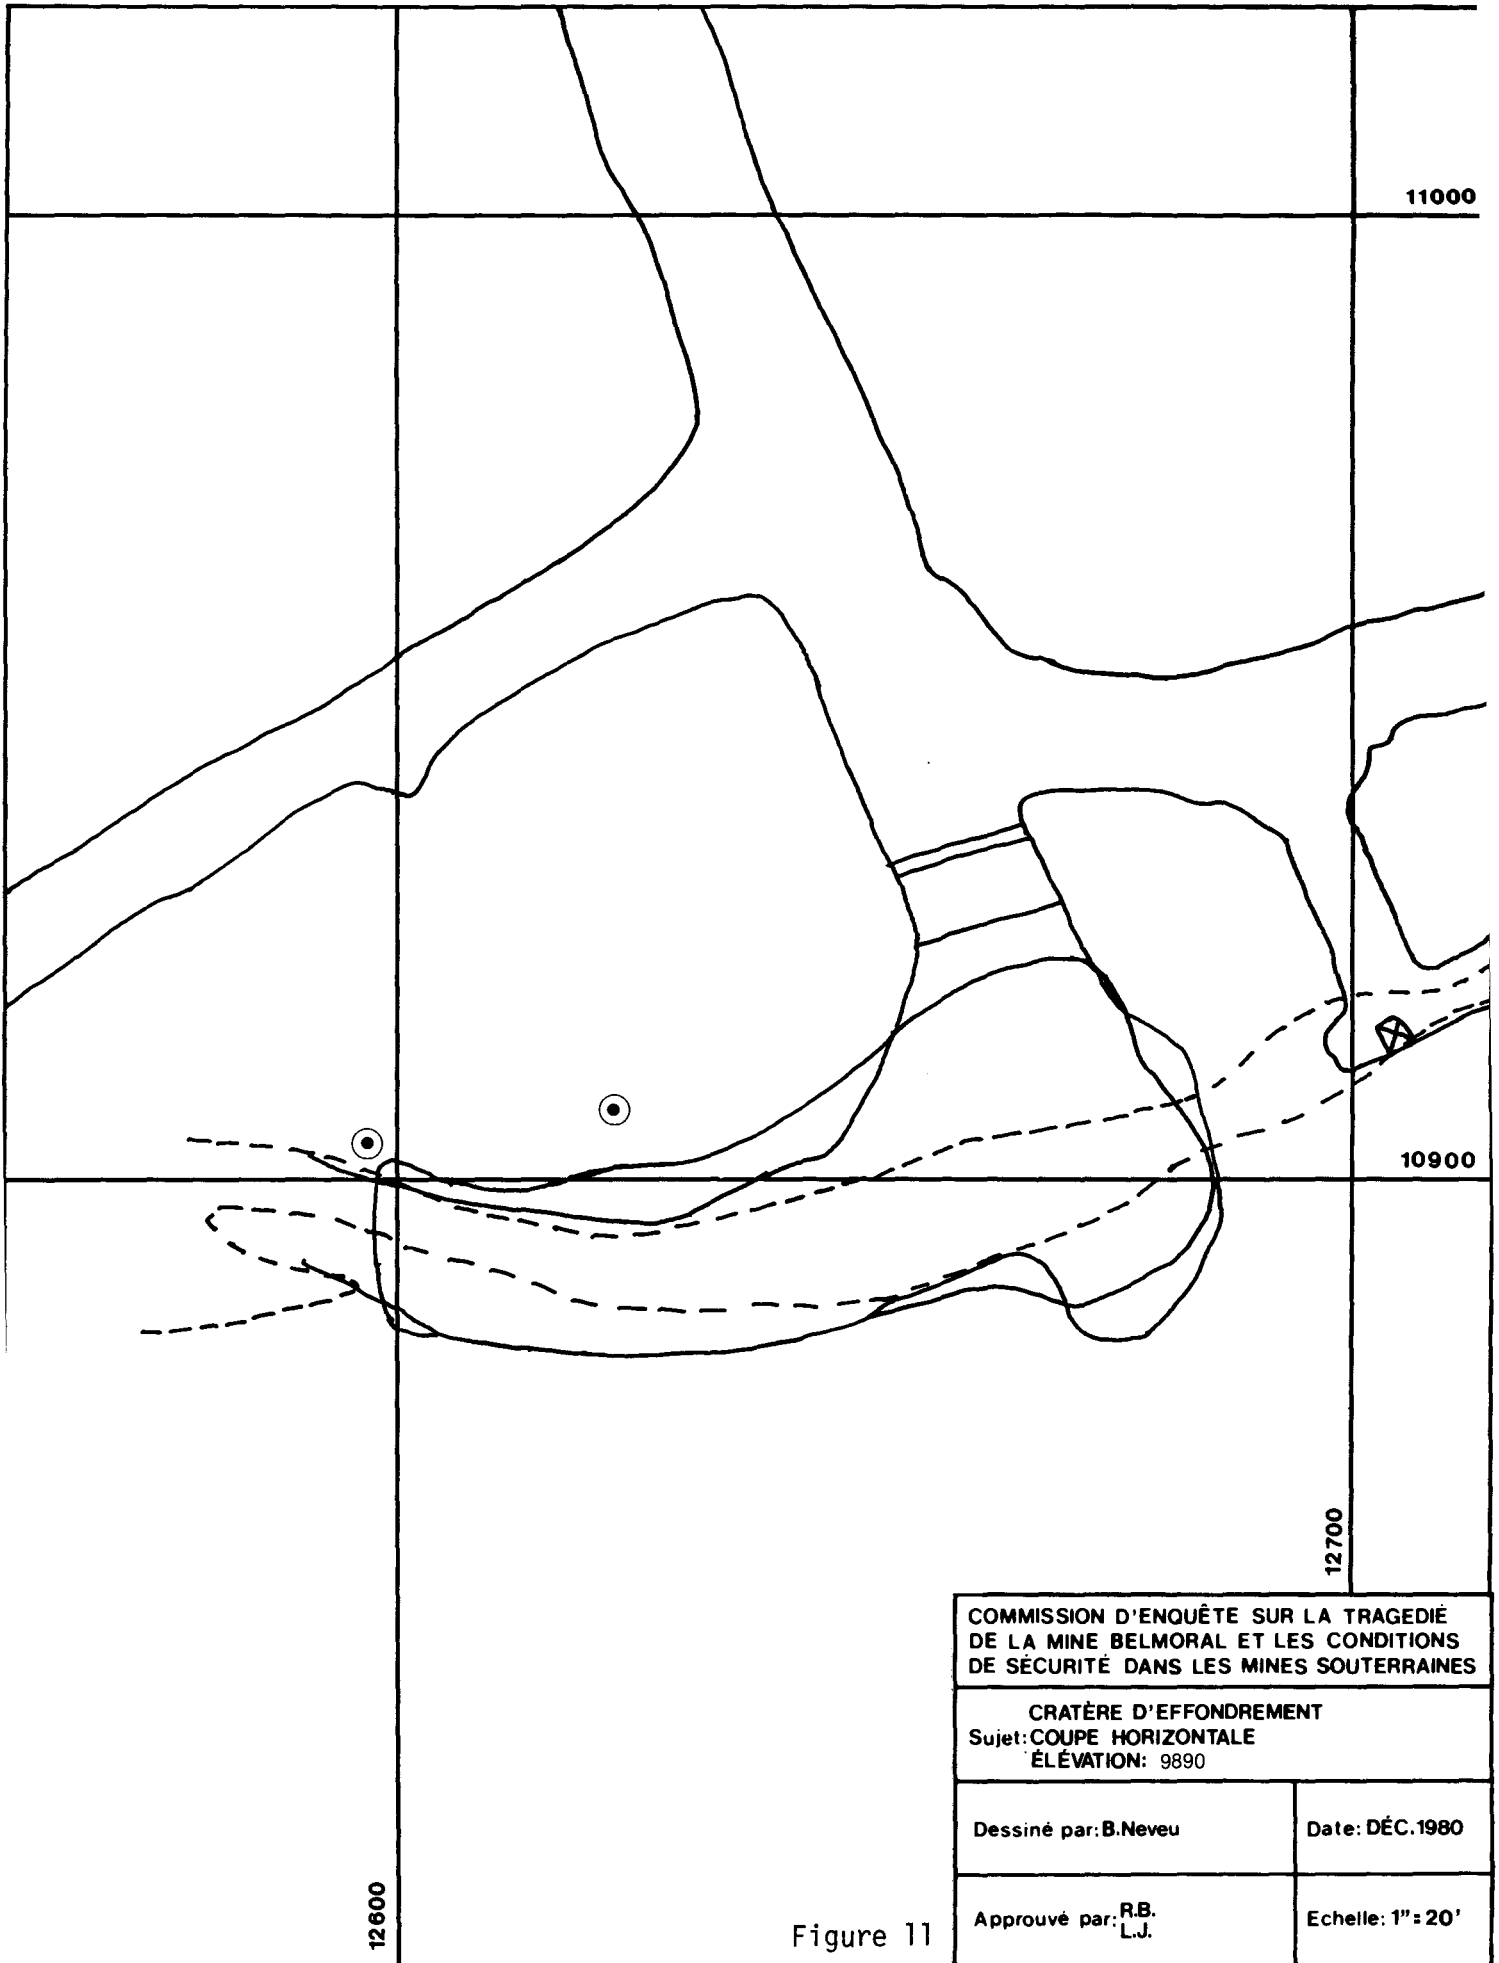 11000
10900
12700
12600
COMMISSION D'ENQUÊTE SUR LA TRAGEDIE
DE LA MINE BELMORAL ET LES CONDITIONS
DE SÉCURITÉ DANS LES MINES SOUTERRAINES
CRATÈRE D'EFFONDREMENT
Sujet: COUPE HORIZONTALE
ÉLÉVATION: 9890
Dessiné par: B.Neveu
Date: DÉC.1980
Approuvé par: R.B.
L.J.
Echelle: 1"=20'
Figure 11